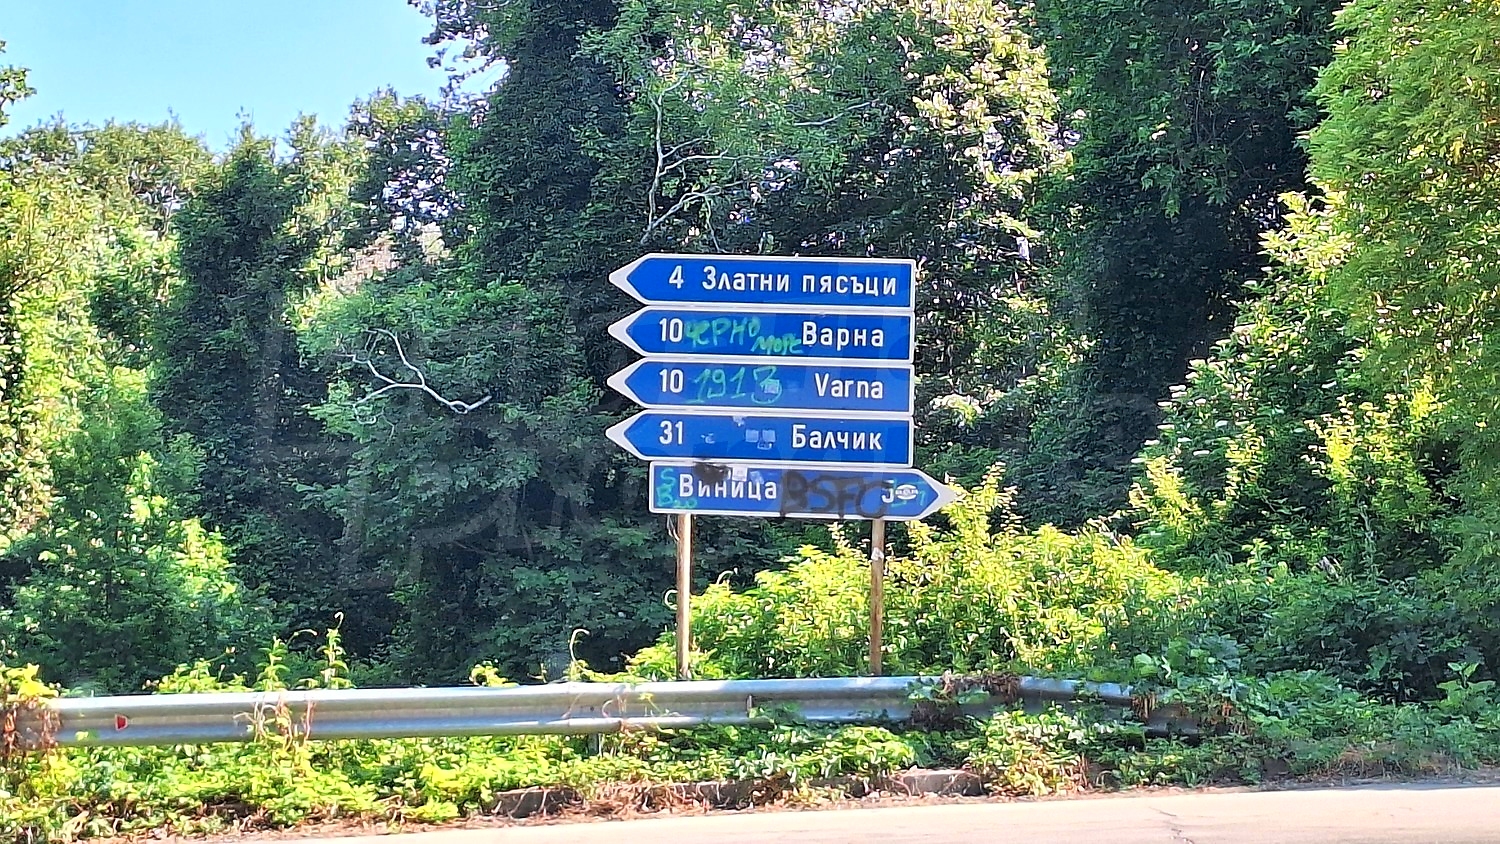 4 Златни пясъци
10 ЧЕРНО МОРЕ Варна
10 1913 Varna
31 Балчик
Виница BSFC